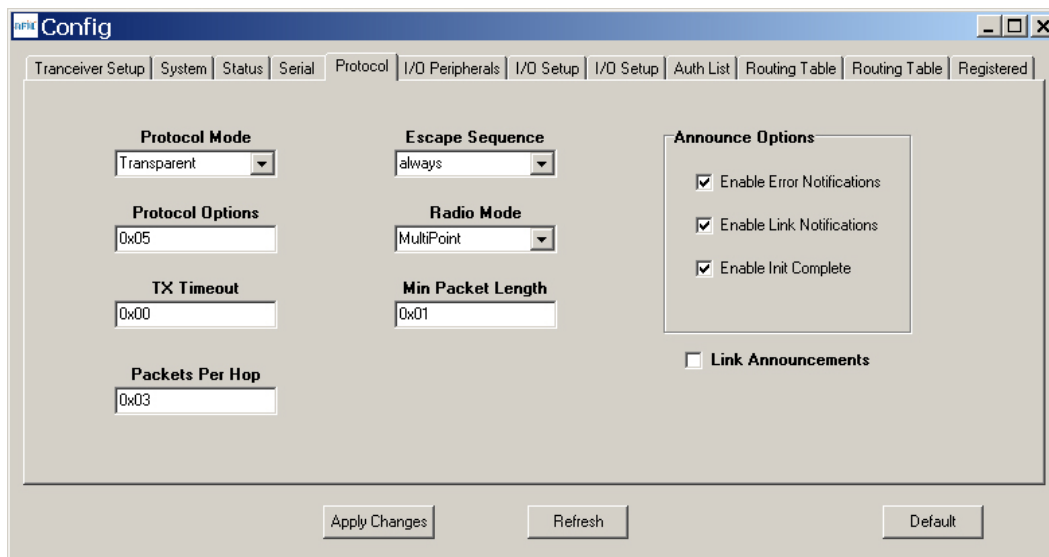 Config
Tranceiver Setup System Status Serial Protocol I/O Peripherals I/O Setup I/O Setup Auth List Routing Table Routing Table Registered
Protocol Mode
Transparent
Protocol Options
0x05
TX Timeout
0x00
Packets Per Hop
0x03
Escape Sequence
always
Radio Mode
MultiPoint
Min Packet Length
0x01
Announce Options
Enable Error Notifications
Enable Link Notifications
Enable Init Complete
Link Announcements
Apply Changes Refresh Default